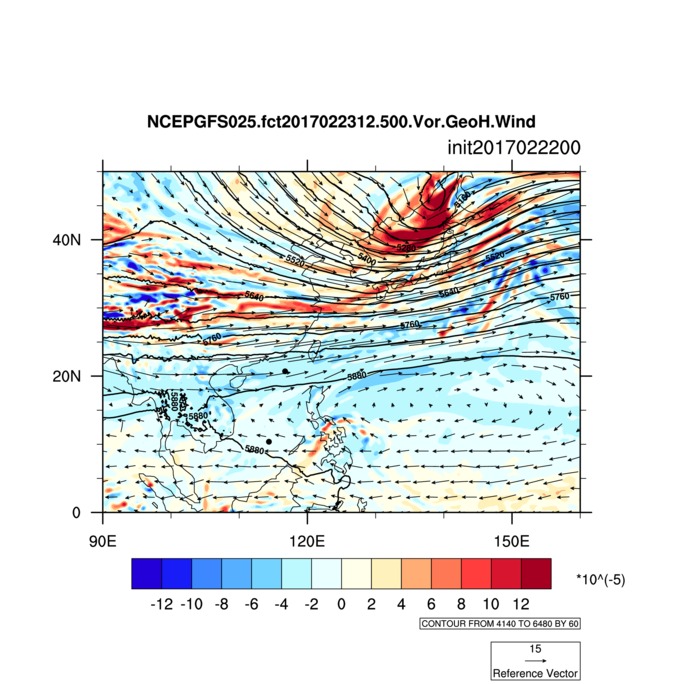 NCEPGFS025.fct2017022312.500.Vor.GeoH.Wind
init2017022200
40N
20N
0
90E 120E 150E
5280
5400
5520
5520
5640
5640
5760
5760
5760
5880
5880
5880
5880
-12 -10 -8 -6 -4 -2 0 2 4 6 8 10 12
*10^(-5)
CONTOUR FROM 4140 TO 6480 BY 60
15
Reference Vector